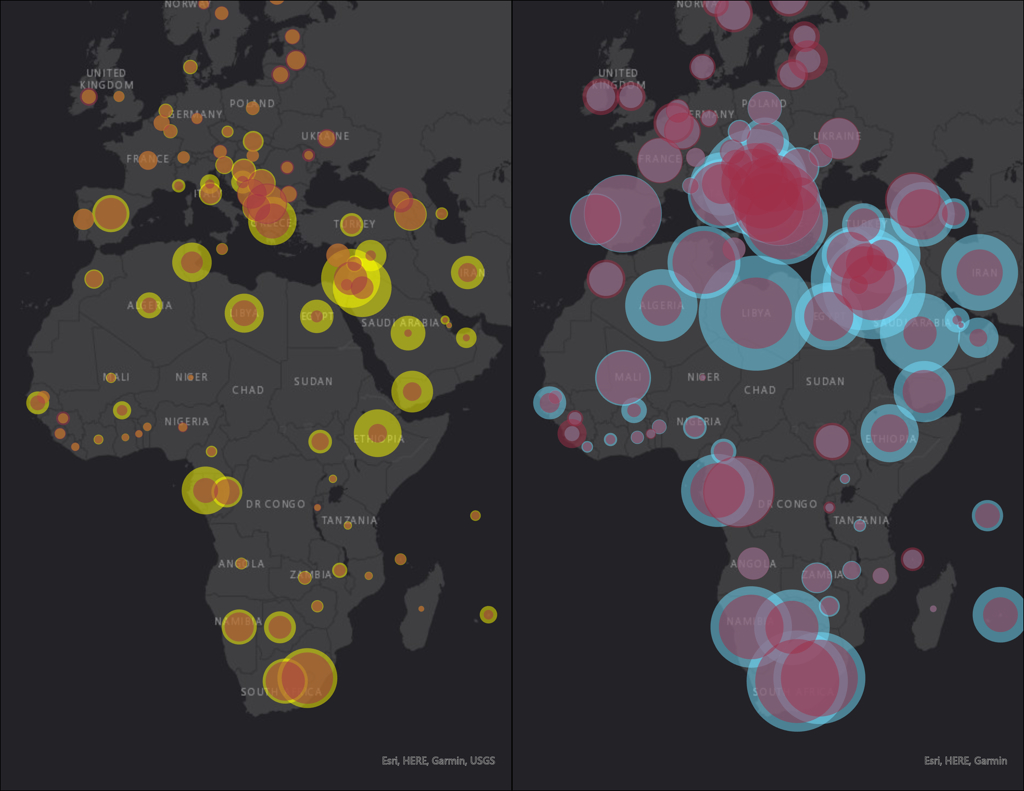 NORW
UNITED
KINGDOM
POLAND
GERMANY
UKRAINE
FRANCE
TURKEY
IRAN
ALGERIA
LIBYA
EGYPT
SAUDI ARABIA
MALI
NIGER
CHAD
SUDAN
NIGERIA
ETHIOPIA
DR CONGO
TANZANIA
ANGOLA
ZAMBIA
NAMIBIA
SOUTH AFRICA
Esri, HERE, Garmin, USGS
NORW
UNITED
KINGDOM
POLAND
GERMANY
UKRAINE
FRANCE
IRAN
ALGERIA
LIBYA
EGYPT
SAUDI ARABIA
MALI
NIGER
CHAD
SUDAN
NIGERIA
ETHIOPIA
DR CONGO
TANZANIA
ANGOLA
ZAMBIA
NAMIBIA
SOUTH AFRICA
Esri, HERE, Garmin